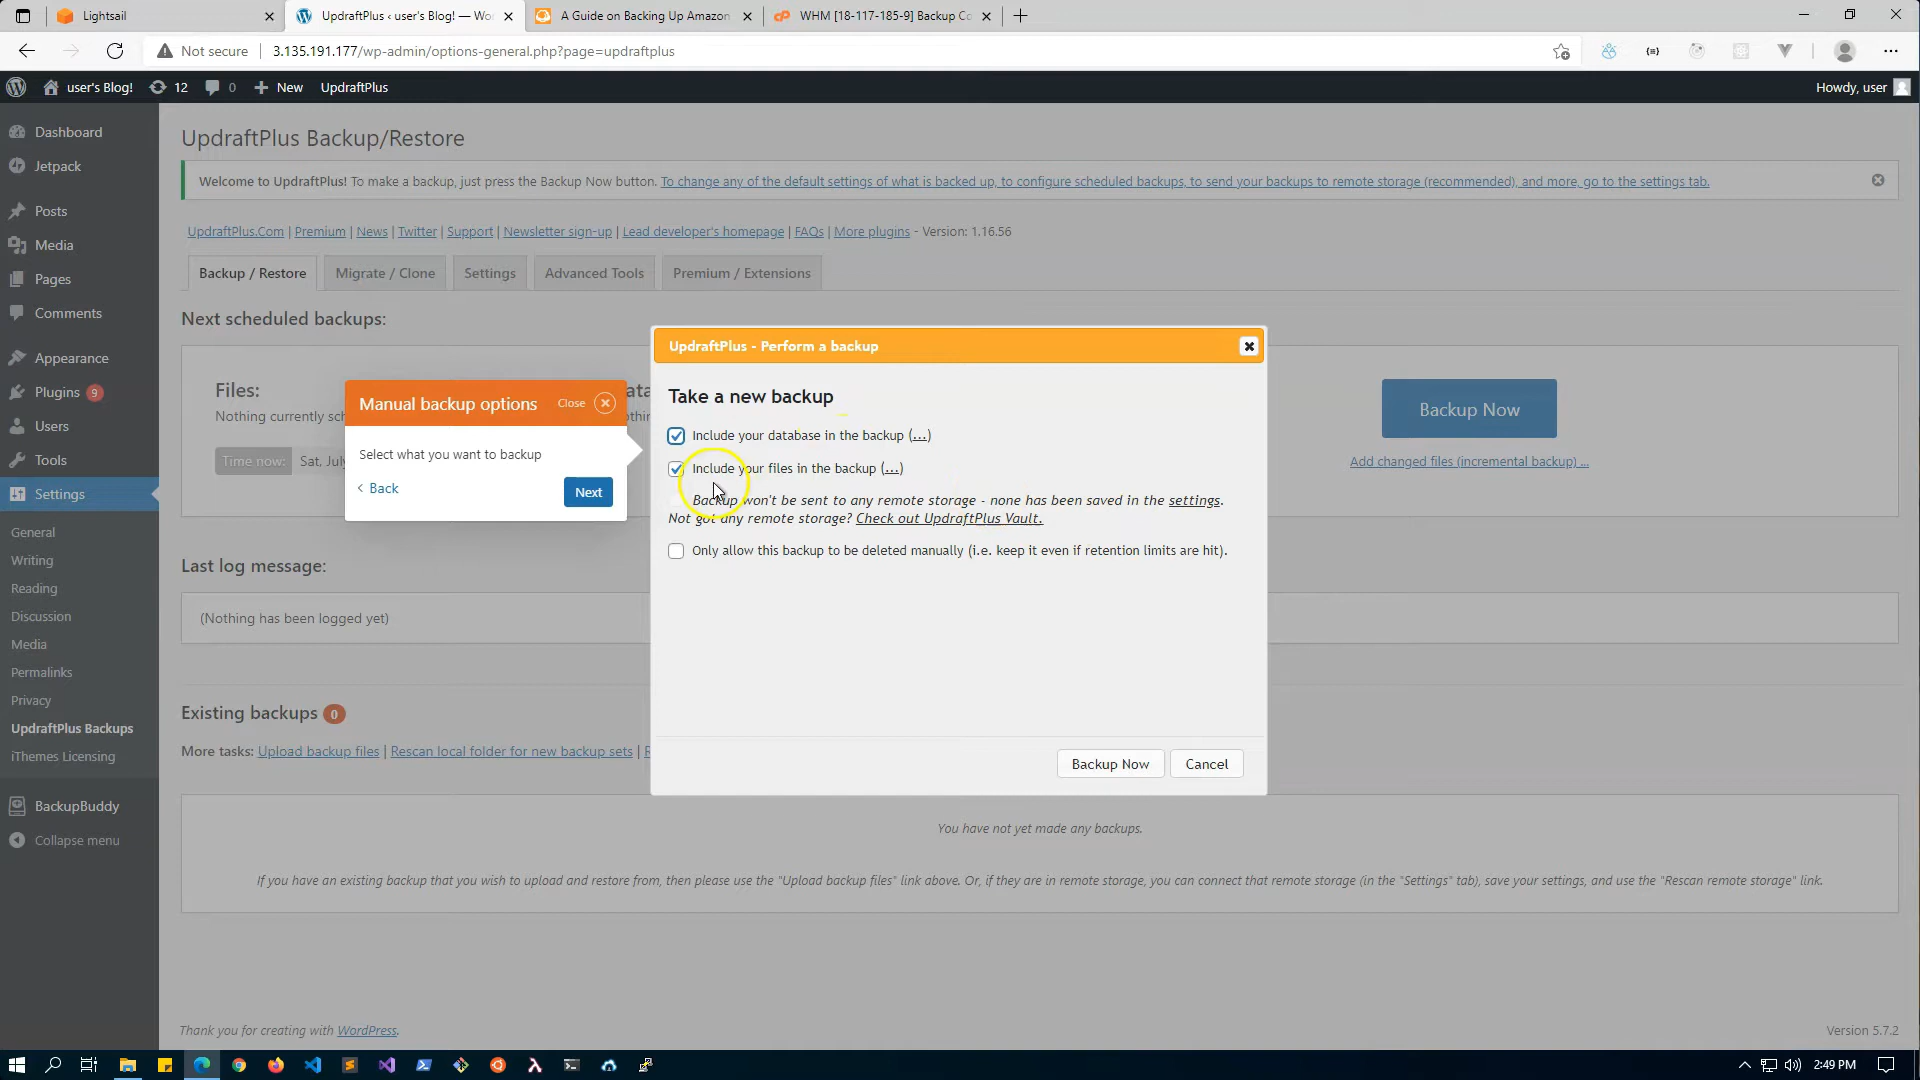 Lightsail
UpdraftPlus ‹ user's Blog! — Wo
A Guide on Backing Up Amazon
WHM [18-117-185-9] Backup Co
Not secure
3.135.191.177/wp-admin/options-general.php?page=updraftplus
user's Blog!
12
0
New
UpdraftPlus
Howdy, user
Dashboard
Jetpack
Posts
Media
Pages
Comments
Appearance
Plugins 9
Users
Tools
Settings
General
Writing
Reading
Discussion
Media
Permalinks
Privacy
UpdraftPlus Backups
iThemes Licensing
BackupBuddy
Collapse menu
UpdraftPlus Backup/Restore
Welcome to UpdraftPlus! To make a backup, just press the Backup Now button. To change any of the default settings of what is backed up, to configure scheduled backups, to send your backups to remote storage (recommended), and more, go to the settings tab.
UpdraftPlus.Com | Premium | News | Twitter | Support | Newsletter sign-up | Lead developer's homepage | FAQs | More plugins - Version: 1.16.56
Backup / Restore
Migrate / Clone
Settings
Advanced Tools
Premium / Extensions
Next scheduled backups:
Files:
Nothing currently sch
Time now: Sat, July
Manual backup options
Close
Select what you want to backup
‹ Back
Next
UpdraftPlus - Perform a backup
Take a new backup
Include your database in the backup (...)
Include your files in the backup (...)
Backup won't be sent to any remote storage - none has been saved in the settings.
Not got any remote storage? Check out UpdraftPlus Vault.
Only allow this backup to be deleted manually (i.e. keep it even if retention limits are hit).
Backup Now
Cancel
Backup Now
Add changed files (incremental backup) ...
Last log message:
(Nothing has been logged yet)
Existing backups 0
More tasks: Upload backup files | Rescan local folder for new backup sets |
You have not yet made any backups.
If you have an existing backup that you wish to upload and restore from, then please use the "Upload backup files" link above. Or, if they are in remote storage, you can connect that remote storage (in the "Settings" tab), save your settings, and use the "Rescan remote storage" link.
Thank you for creating with WordPress.
Version 5.7.2
2:49 PM